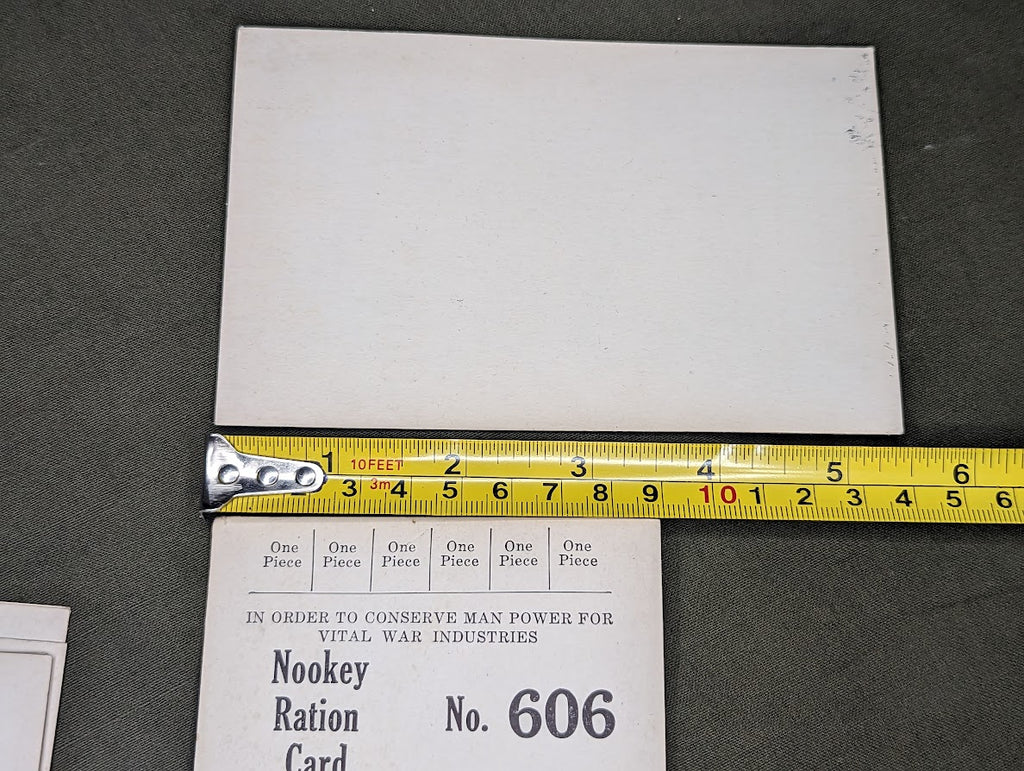 1 10FEET 2 3 4 5 6
3 3m 4 5 6 7 8 9 10 1 2 3 4 5 6
One Piece One Piece One Piece One Piece One Piece One Piece
IN ORDER TO CONSERVE MAN POWER FOR
VITAL WAR INDUSTRIES
Nookey
Ration No. 606
Card